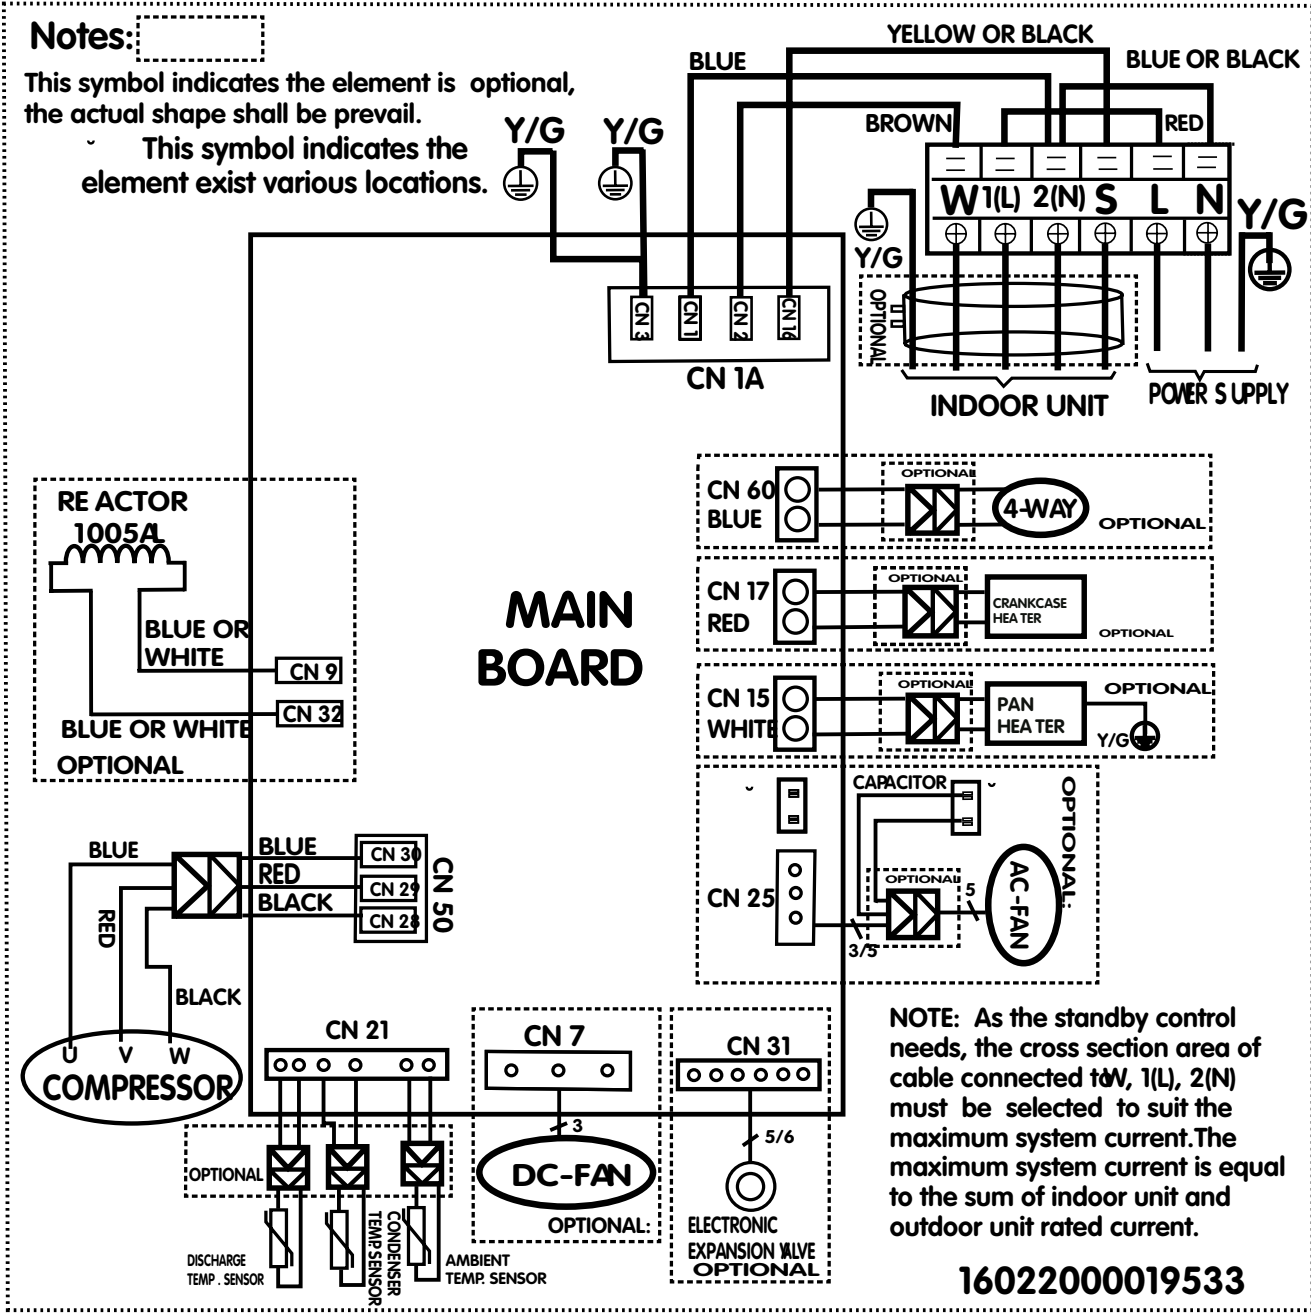 Notes:
This symbol indicates the element is optional,
the actual shape shall be prevail.
˘ This symbol indicates the
element exist various locations.
Y/G
Y/G
BLUE
YELLOW OR BLACK
BLUE OR BLACK
BROWN
RED
W 1(L) 2(N) S L N
Y/G
Y/G
OPTIONAL
INDOOR UNIT
POWER SUPPLY
CN 3
CN 1
CN 2
CN 16
CN 1A
RE ACTOR
1005AL
BLUE OR
WHITE
CN 9
CN 32
BLUE OR WHITE
OPTIONAL
MAIN
BOARD
CN 60
BLUE
OPTIONAL
4-WAY
OPTIONAL
CN 17
RED
OPTIONAL
CRANKCASE
HEA TER
OPTIONAL
CN 15
WHITE
OPTIONAL
PAN
HEA TER
OPTIONAL
Y/G
˘
CAPACITOR
˘
OPTIONAL:
CN 25
3/5
OPTIONAL
5
AC-FAN
BLUE
RED
BLACK
BLUE
RED
BLACK
CN 30
CN 29
CN 28
CN 50
U V W
COMPRESSOR
CN 21
OPTIONAL
DISCHARGE
TEMP . SENSOR
CONDENSER
TEMP.SENSOR
AMBIENT
TEMP. SENSOR
CN 7
3
DC-FAN
OPTIONAL:
CN 31
5/6
ELECTRONIC
EXPANSION VALVE
OPTIONAL
NOTE: As the standby control
needs, the cross section area of
cable connected to W, 1(L), 2(N)
must be selected to suit the
maximum system current.The
maximum system current is equal
to the sum of indoor unit and
outdoor unit rated current.
16022000019533